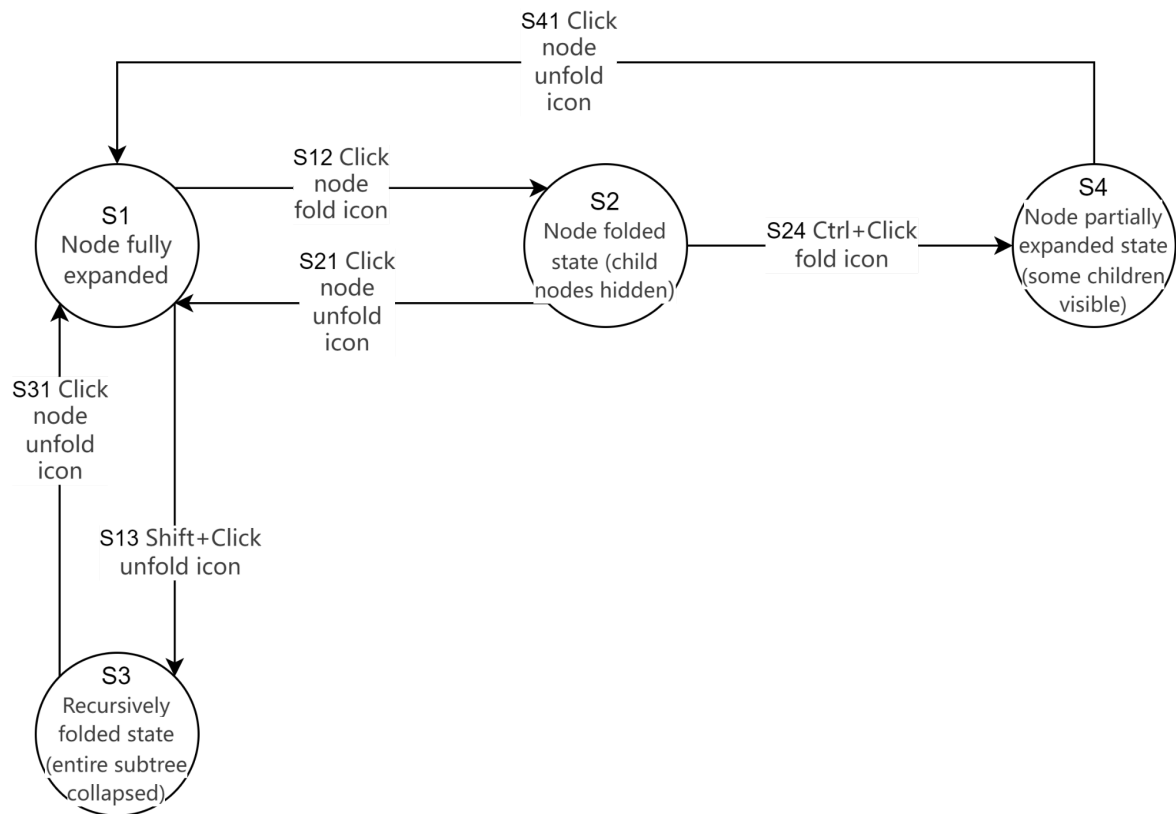 S41 Click
node
unfold
icon
S12 Click
node
fold icon
S1
Node fully
expanded
S2
Node folded
state (child
nodes hidden)
S24 Ctrl+Click
fold icon
S4
Node partially
expanded state
(some children
visible)
S21 Click
node
unfold
icon
S31 Click
node
unfold
icon
S13 Shift+Click
unfold icon
S3
Recursively
folded state
(entire subtree
collapsed)